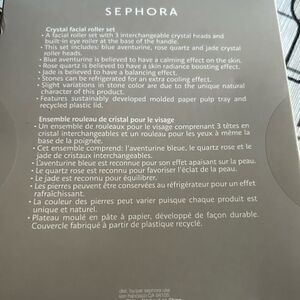 SEPHORA
Crystal facial roller set
• A facial roller set with 3 interchangeable crystal heads and
built-in eye roller at the base of the handle.
• This set includes: blue aventurine, rose quartz and jade crystal
roller heads.
• Blue aventurine is believed to have a calming effect on the skin.
• Rose quartz is believed to have a skin radiance boosting effect.
• Jade is believed to have a balancing effect.
• Stones can be refrigerated for an extra cooling effect.
• Slight variations in stone color are due to the unique natural
character of this product.
• Features sustainably developed molded paper pulp tray and
recycled plastic lid.
Ensemble rouleau de cristal pour le visage
• Un ensemble de rouleaux pour le visage comprenant 3 têtes en
cristal interchangeables et un rouleau pour les yeux à même la
base de la poignée.
• Cet ensemble comprend: l'aventurine bleue, le quartz rose et le
jade de cristaux interchangeables.
• L'aventurine bleue est reconnue pour son effet apaisant sur la peau.
• Le quartz rose est reconnu pour favoriser l'éclat de la peau.
• Le jade est reconnu pour équilibrer.
• Les pierres peuvent être conservées au réfrigérateur pour un effet
rafraîchissant.
• La couleur des pierres peut varier puisque chaque produit est
unique et naturel.
• Plateau moulé en pâte à papier, développé de façon durable.
Couvercle fabriqué à partir de plastique recyclé.
dist. by/par sephora usa
san francisco CA 94105